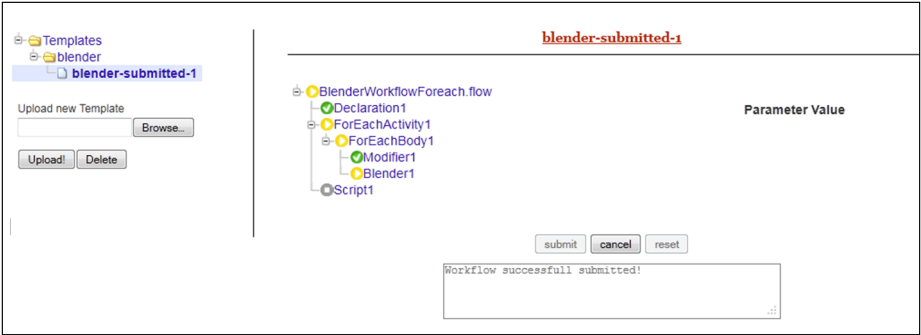 Templates
blender
blender-submitted-1
Upload new Template
Browse...
Upload!
Delete
blender-submitted-1
BlenderWorkflowForeach.flow
Declaration1
ForEachActivity1
ForEachBody1
Modifier1
Blender1
Script1
Parameter Value
submit
cancel
reset
Workflow successfull submitted!